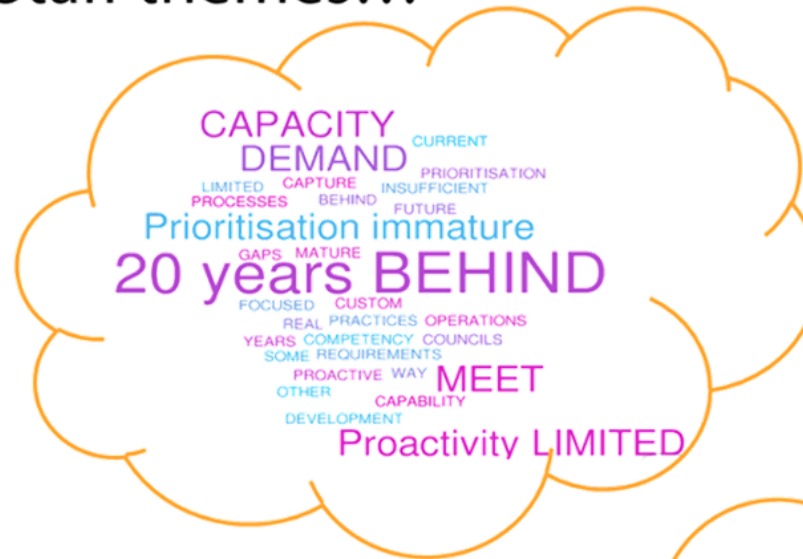 themes...
CAPACITY
CURRENT
DEMAND
PRIORITISATION
LIMITED CAPTURE INSUFFICIENT
PROCESSES BEHIND FUTURE
Prioritisation immature
GAPS MATURE
20 years BEHIND
FOCUSED CUSTOM
REAL PRACTICES OPERATIONS
YEARS COMPETENCY COUNCILS
SOME REQUIREMENTS
PROACTIVE WAY MEET
OTHER
CAPABILITY
DEVELOPMENT
Proactivity LIMITED